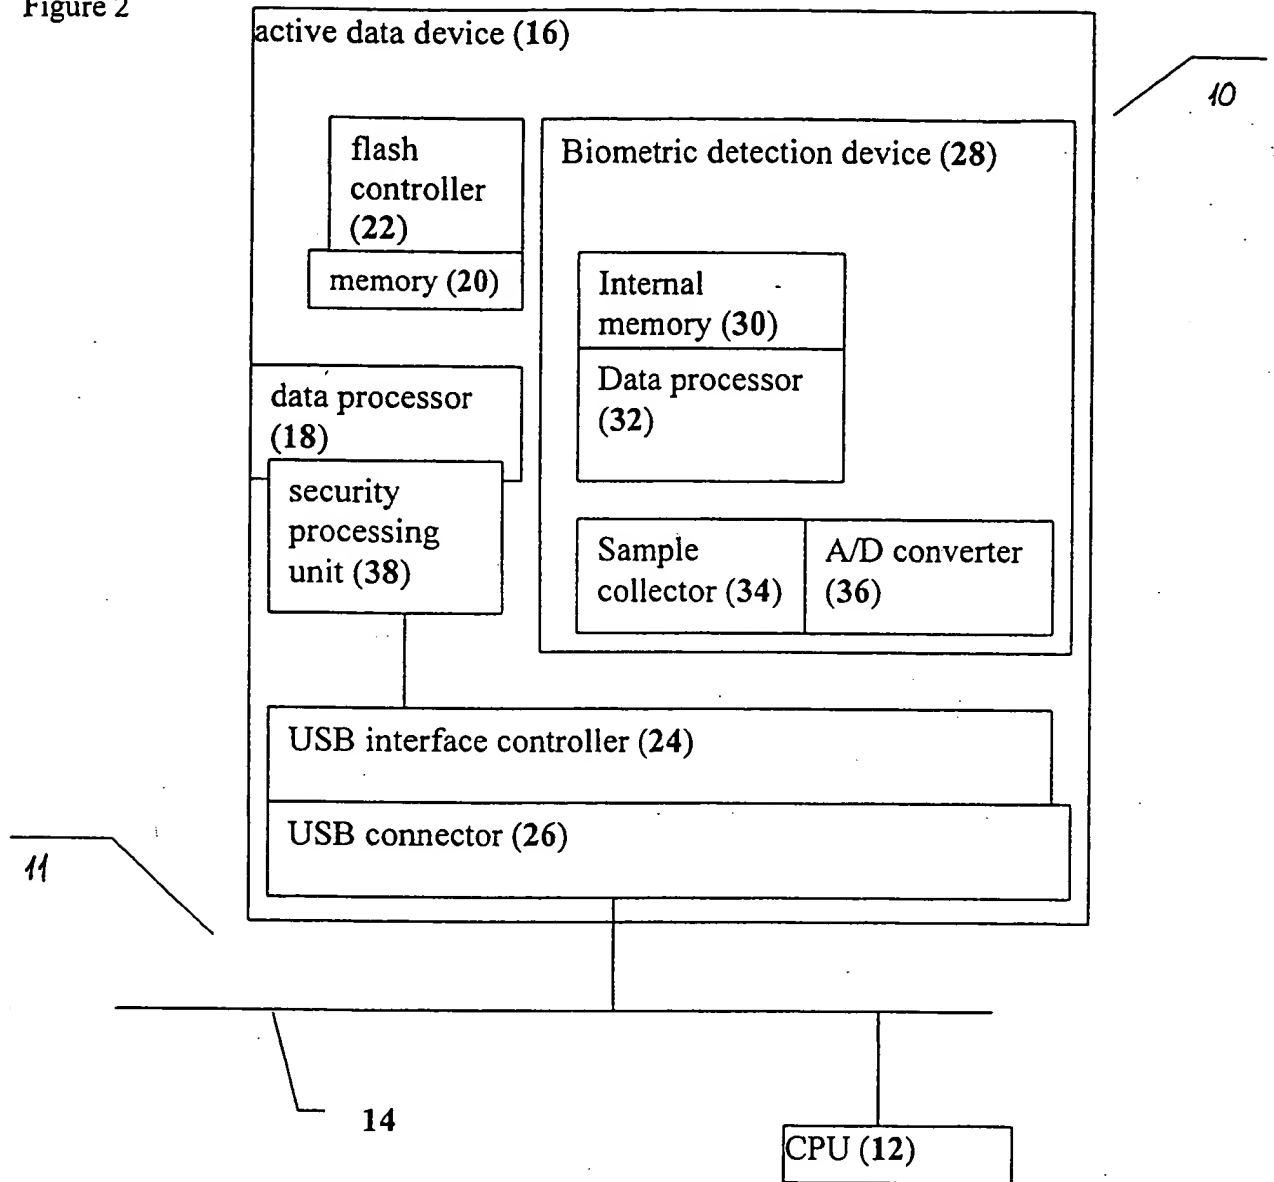 Figure 2
active data device (16)
10
flash
controller
(22)
memory (20)
Biometric detection device (28)
Internal
memory (30)
Data processor
(32)
data processor
(18)
security
processing
unit (38)
Sample
collector (34)
A/D converter
(36)
USB interface controller (24)
USB connector (26)
11
14
CPU (12)